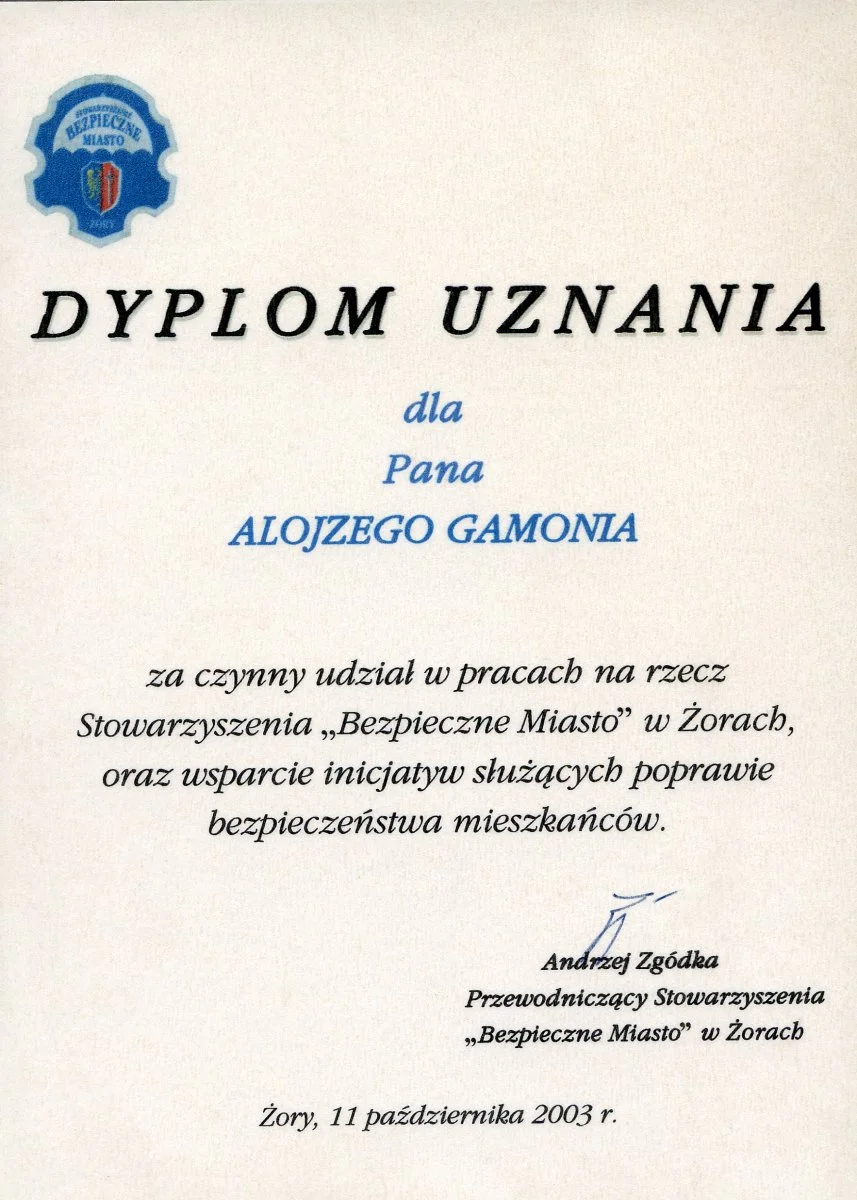 STOWARZYSZENIE
BEZPIECZNE
MIASTO
ŻORY
DYPLOM UZNANIA
dla
Pana
ALOJZEGO GAMONIA
za czynny udział w pracach na rzecz
Stowarzyszenia „Bezpieczne Miasto” w Żorach,
oraz wsparcie inicjatyw służących poprawie
bezpieczeństwa mieszkańców.
Andrzej Zgódka
Przewodniczący Stowarzyszenia
„Bezpieczne Miasto” w Żorach
Żory, 11 października 2003 r.